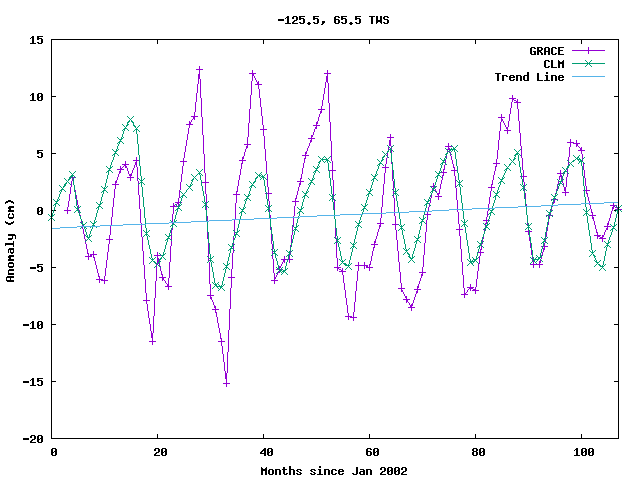 -125.5, 65.5 TWS
GRACE
CLM
Trend Line
15
10
5
0
-5
-10
-15
-20
Anomaly (cm)
0 20 40 60 80 100
Months since Jan 2002